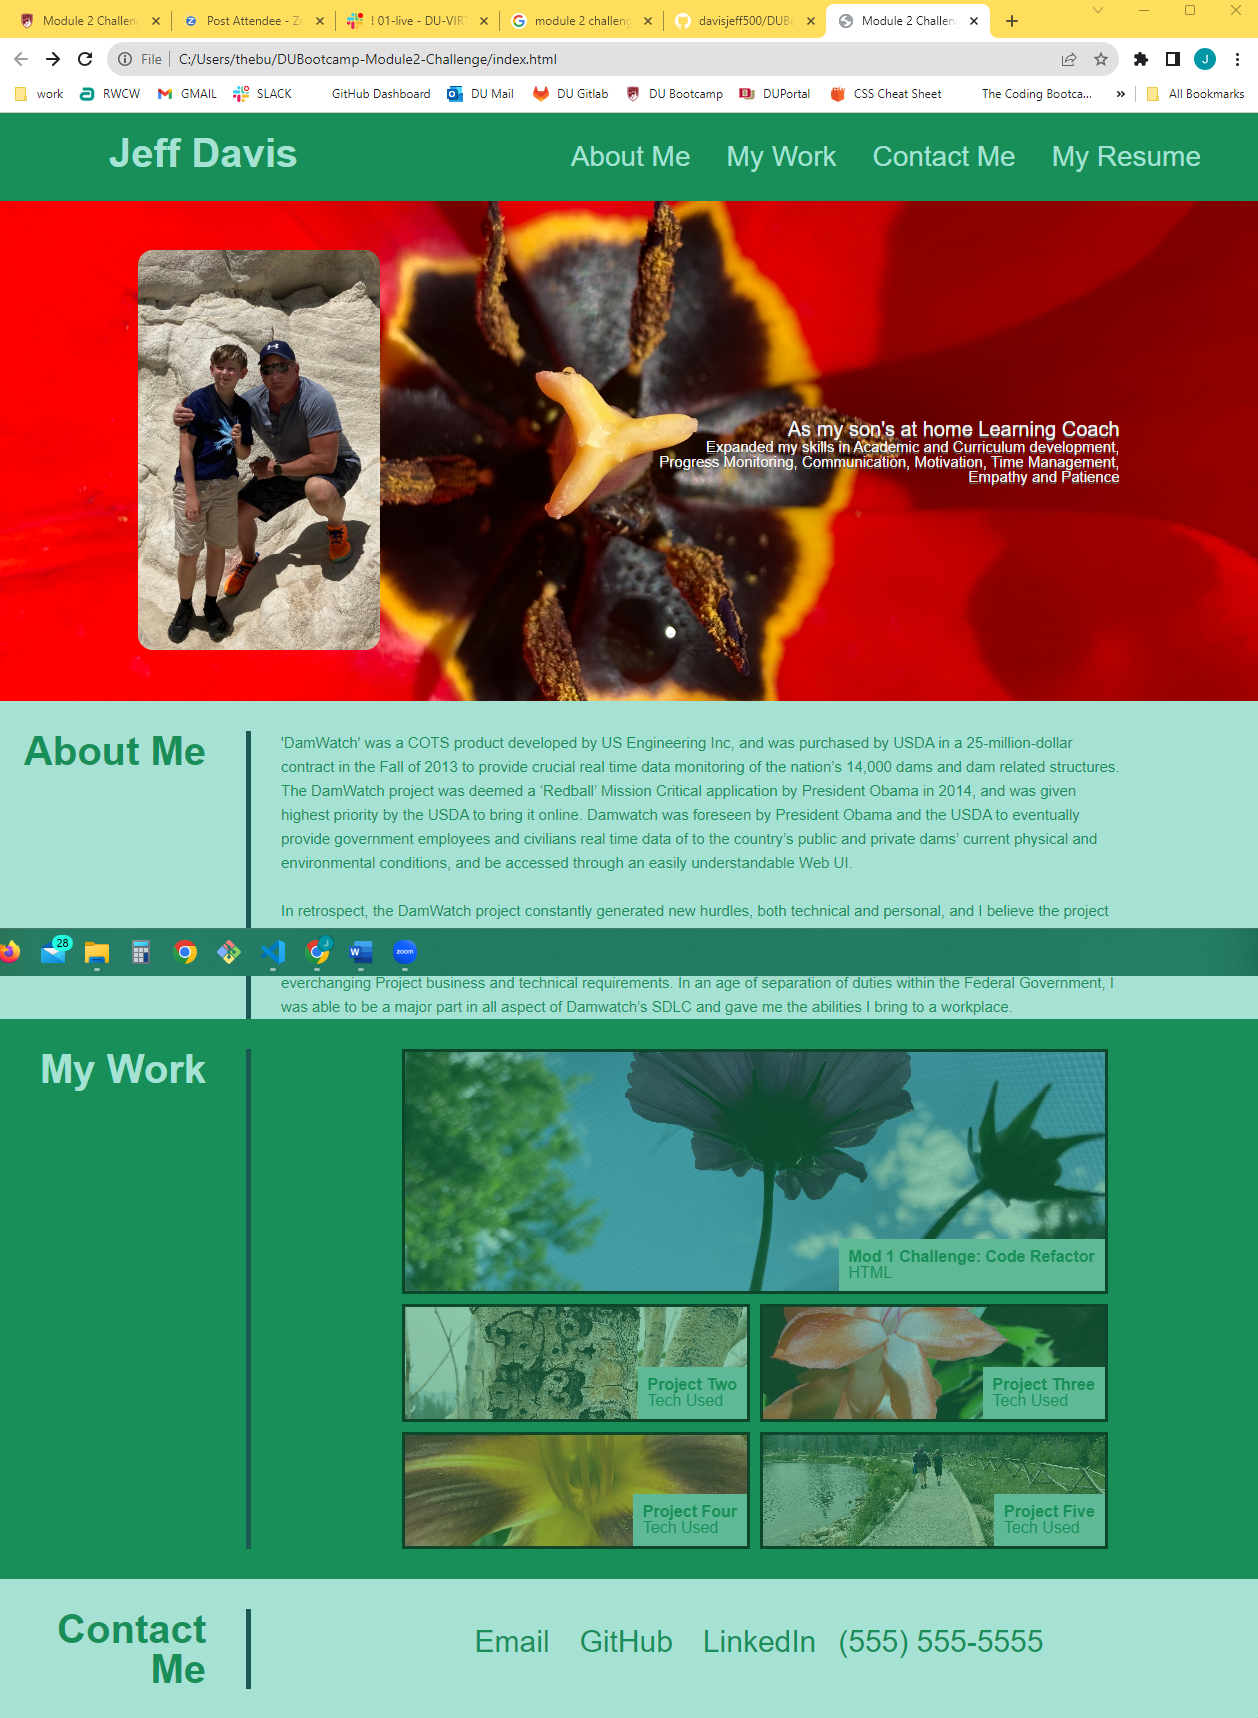 Module 2 Challen
Post Attendee - Zo
! 01-live - DU-VIRT
module 2 challeng
davisjeff500/DUBo
Module 2 Challen
File
C:/Users/thebu/DUBootcamp-Module2-Challenge/index.html
J
work
RWCW
GMAIL
SLACK
GitHub Dashboard
DU Mail
DU Gitlab
DU Bootcamp
DUPortal
CSS Cheat Sheet
The Coding Bootca...
»
All Bookmarks
Jeff Davis
About Me
My Work
Contact Me
My Resume
As my son's at home Learning Coach
Expanded my skills in Academic and Curriculum development,
Progress Monitoring, Communication, Motivation, Time Management,
Empathy and Patience
About Me
'DamWatch' was a COTS product developed by US Engineering Inc, and was purchased by USDA in a 25-million-dollar
contract in the Fall of 2013 to provide crucial real time data monitoring of the nation’s 14,000 dams and dam related structures.
The DamWatch project was deemed a ‘Redball’ Mission Critical application by President Obama in 2014, and was given
highest priority by the USDA to bring it online. Damwatch was foreseen by President Obama and the USDA to eventually
provide government employees and civilians real time data of to the country’s public and private dams’ current physical and
environmental conditions, and be accessed through an easily understandable Web UI.
In retrospect, the DamWatch project constantly generated new hurdles, both technical and personal, and I believe the project
28
J
W
zoom
everchanging Project business and technical requirements. In an age of separation of duties within the Federal Government, I
was able to be a major part in all aspect of Damwatch’s SDLC and gave me the abilities I bring to a workplace.
My Work
Mod 1 Challenge: Code Refactor
HTML
Project Two
Tech Used
Project Three
Tech Used
Project Four
Tech Used
Project Five
Tech Used
Contact
Me
Email
GitHub
LinkedIn
(555) 555-5555